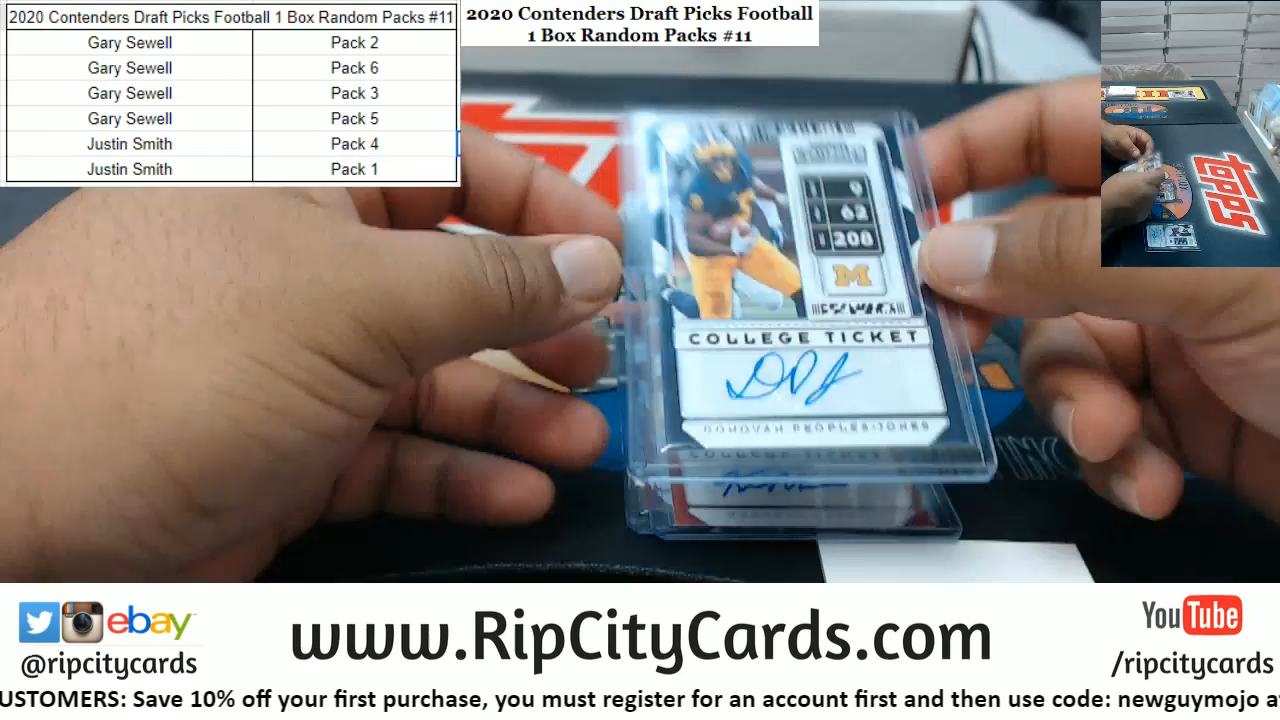 2020 Contenders Draft Picks Football 1 Box Random Packs #11
Gary Sewell Pack 2
Gary Sewell Pack 6
Gary Sewell Pack 3
Gary Sewell Pack 5
Justin Smith Pack 4
Justin Smith Pack 1
2020 Contenders Draft Picks Football
1 Box Random Packs #11
topps
9
62
208
M
COLLEGE TICKET
DONOVAN PEOPLES-JONES
COLLEGE TICKET
ebay
@ripcitycards
www.RipCityCards.com
YouTube
/ripcitycards
USTOMERS: Save 10% off your first purchase, you must register for an account first and then use code: newguymojo a